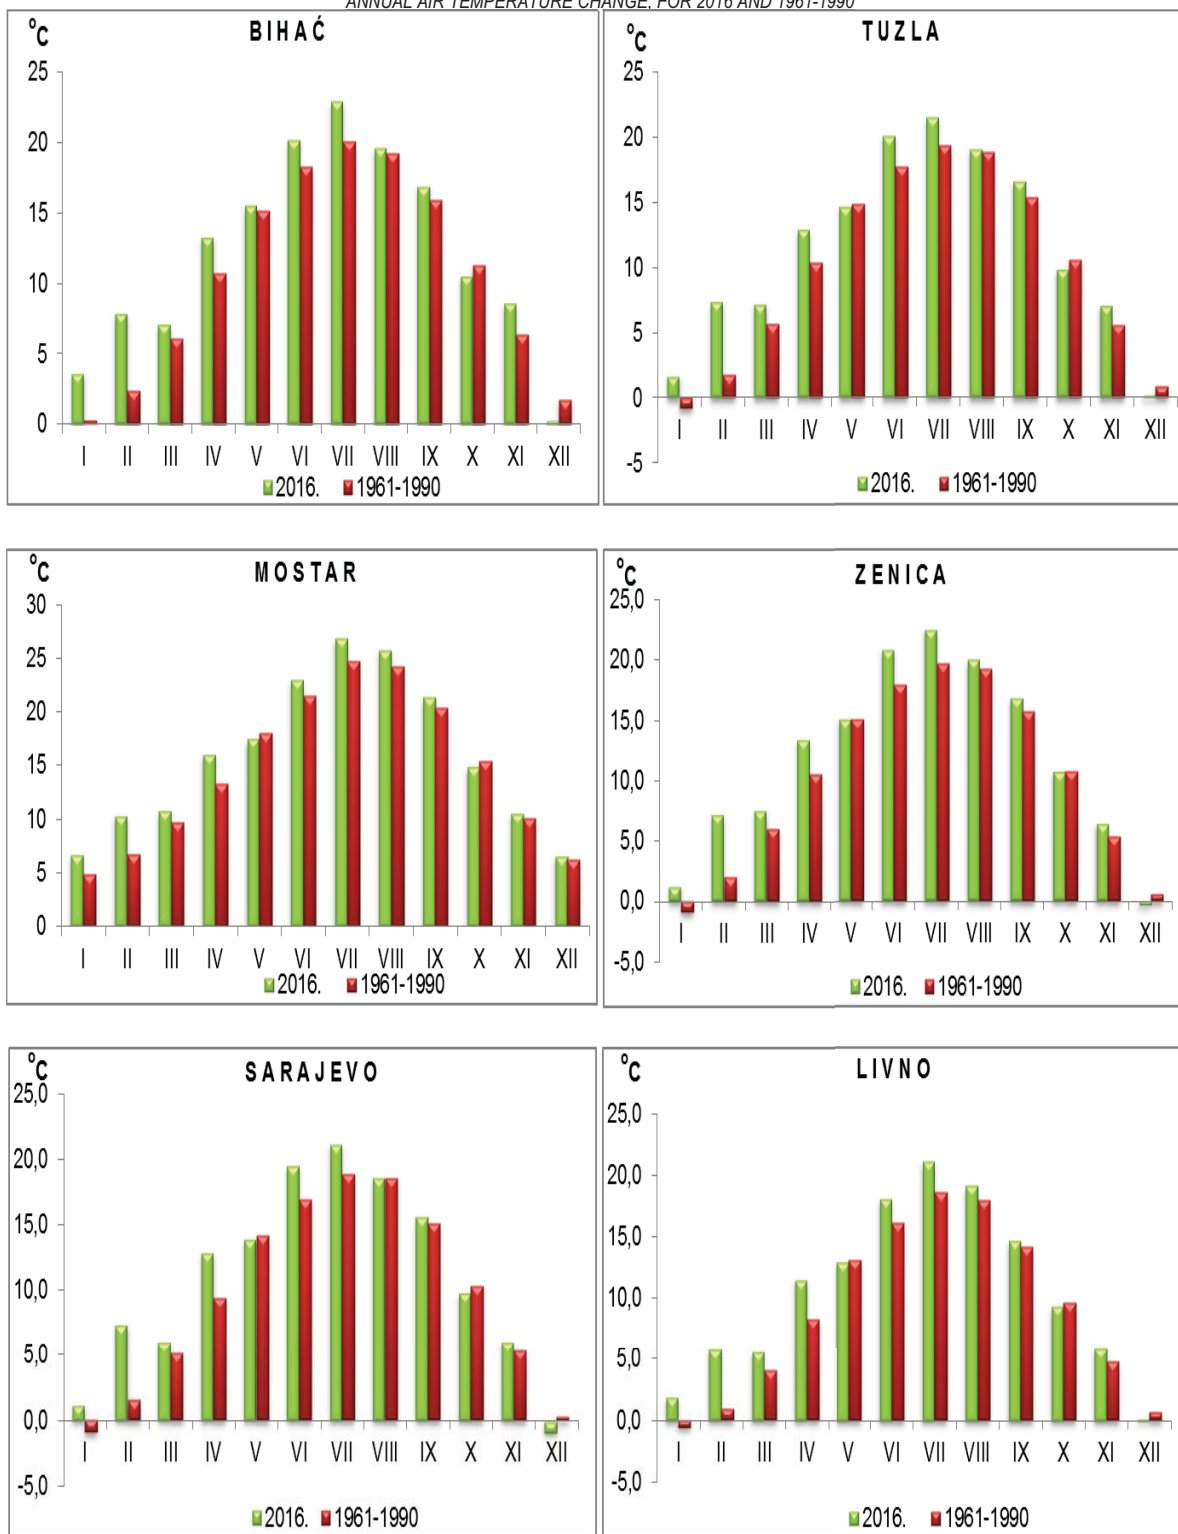 ANNUAL AIR TEMPERATURE CHANGE, FOR 2016 AND 1961-1990
°C
BIHAĆ
25
20
15
10
5
0
I II III IV V VI VII VIII IX X XI XII
2016. 1961-1990
°C
TUZLA
25
20
15
10
5
0
-5
I II III IV V VI VII VIII IX X XI XII
2016. 1961-1990
°C
MOSTAR
30
25
20
15
10
5
0
I II III IV V VI VII VIII IX X XI XII
2016. 1961-1990
°C
ZENICA
25,0
20,0
15,0
10,0
5,0
0,0
-5,0
I II III IV V VI VII VIII IX X XI XII
2016. 1961-1990
°C
SARAJEVO
25,0
20,0
15,0
10,0
5,0
0,0
-5,0
I II III IV V VI VII VIII IX X XI XII
2016. 1961-1990
°C
LIVNO
25,0
20,0
15,0
10,0
5,0
0,0
-5,0
I II III IV V VI VII VIII IX X XI XII
2016. 1961-1990